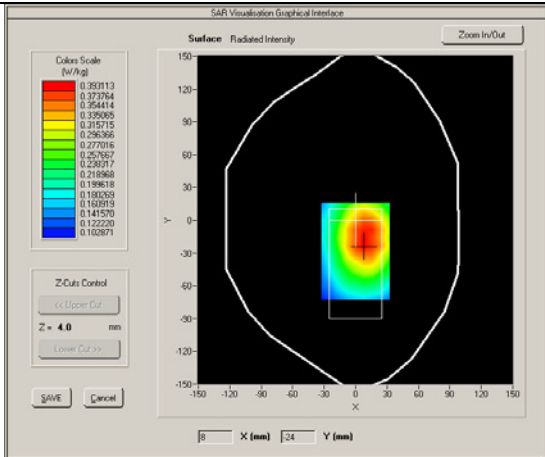 SAR Visualisation Graphical Interface
Surface Radiated Intensity
Zoom In/Out
Colors Scale
(W/kg)
0.393113
0.373764
0.354414
0.335065
0.315715
0.296366
0.277016
0.257667
0.238317
0.218968
0.199618
0.180269
0.160919
0.141570
0.122220
0.102871
Z-Cuts Control
<< Upper Cut
Z = 4.0 mm
Lower Cut >>
SAVE Cancel
150
120
90
60
30
0
-30
-60
-90
-120
-150
Y
-150 -120 -90 -60 -30 0 30 60 90 120 150
X
8 X (mm) -24 Y (mm)